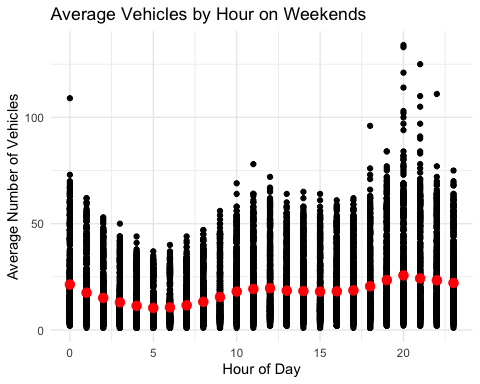 Average Vehicles by Hour on Weekends
Average Number of Vehicles
100
50
0
0 5 10 15 20
Hour of Day